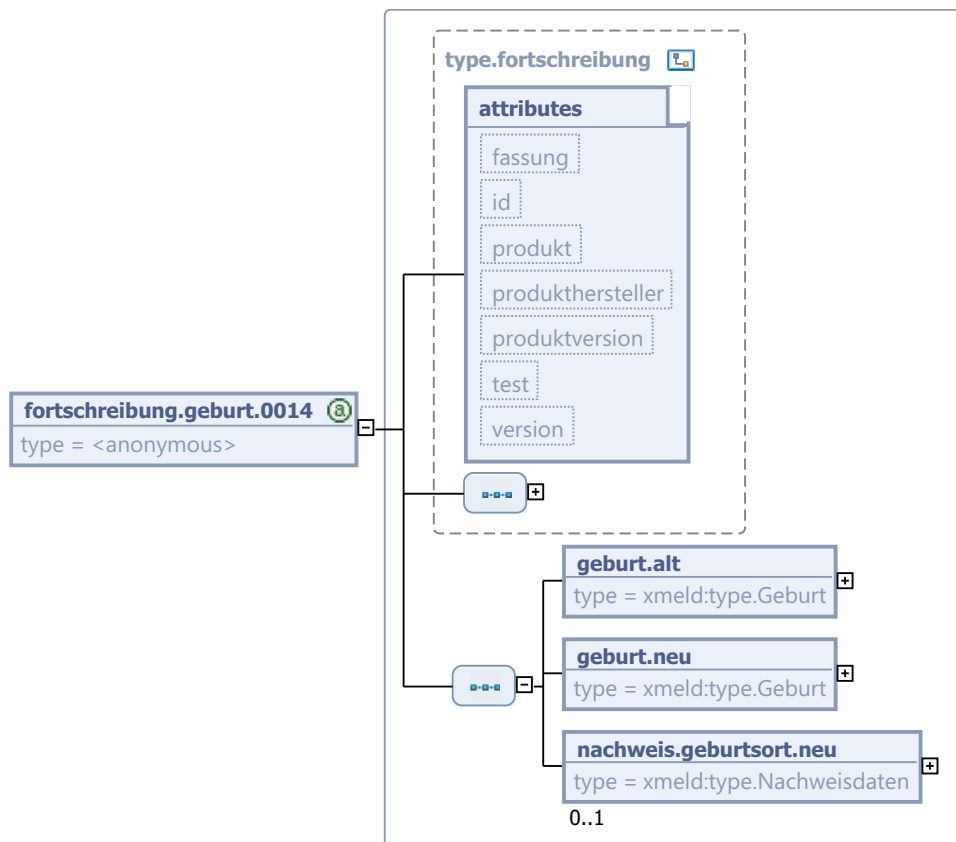 type.fortschreibung
attributes
fassung
id
produkt
produkthersteller
produktversion
test
version
fortschreibung.geburt.0014 @
type = <anonymous>
geburt.alt
type = xmeld:type.Geburt
geburt.neu
type = xmeld:type.Geburt
nachweis.geburtsort.neu
type = xmeld:type.Nachweisdaten
0..1